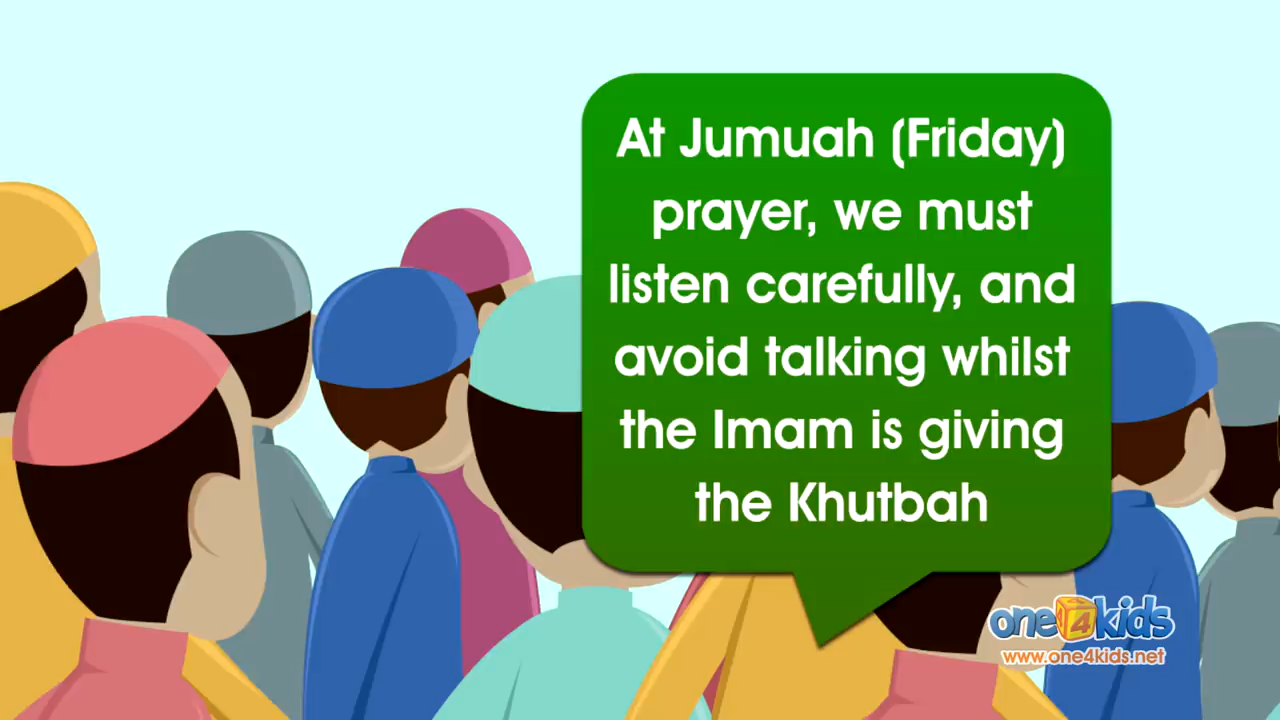 At Jumuah (Friday)
prayer, we must
listen carefully, and
avoid talking whilst
the Imam is giving
the Khutbah
one4kids
www.one4kids.net